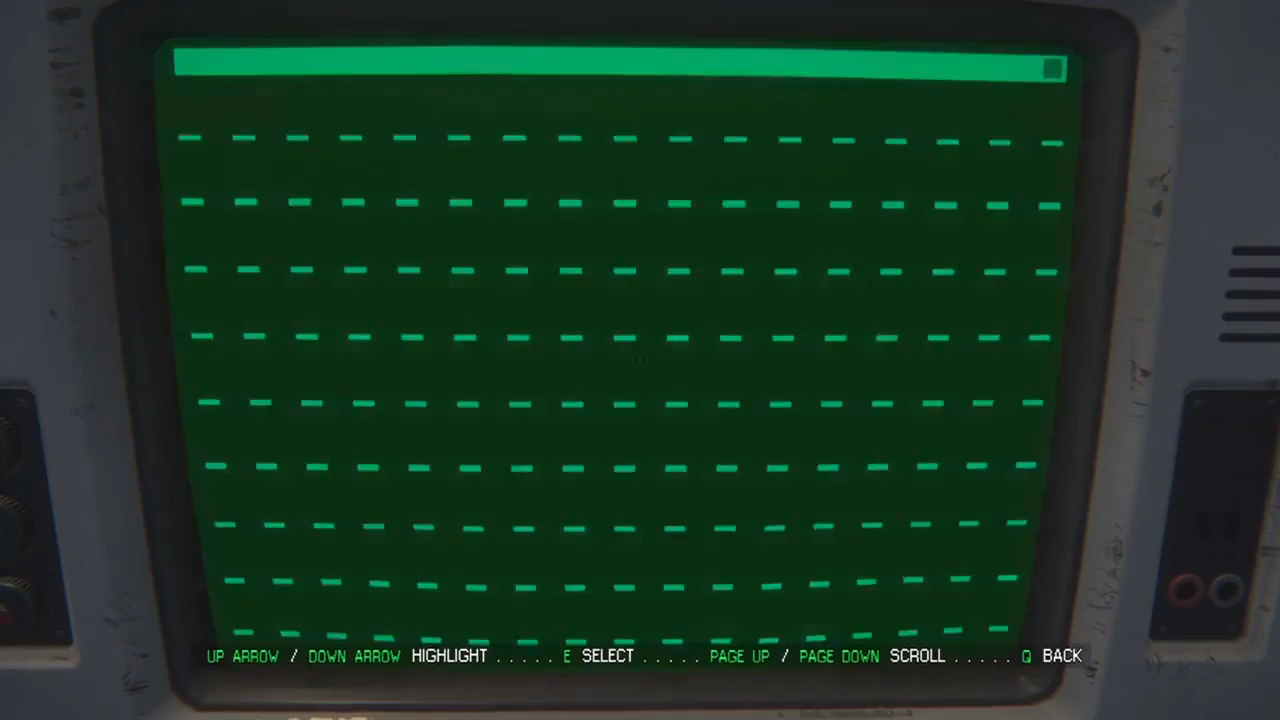 UP ARROW / DOWN ARROW HIGHLIGHT ..... E SELECT ..... PAGE UP / PAGE DOWN SCROLL ..... Q BACK